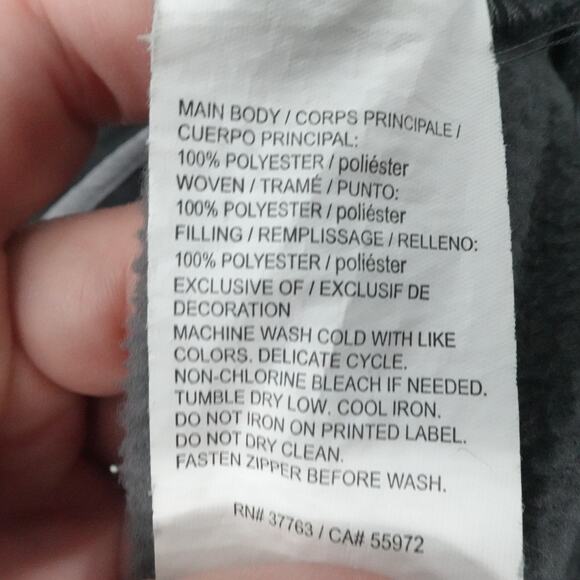 MAIN BODY / CORPS PRINCIPALE /
CUERPO PRINCIPAL:
100% POLYESTER / poliéster
WOVEN / TRAMÉ / PUNTO:
100% POLYESTER / poliéster
FILLING / REMPLISSAGE / RELLENO:
100% POLYESTER / poliéster
EXCLUSIVE OF / EXCLUSIF DE
DECORATION
MACHINE WASH COLD WITH LIKE
COLORS. DELICATE CYCLE.
NON-CHLORINE BLEACH IF NEEDED.
TUMBLE DRY LOW. COOL IRON.
DO NOT IRON ON PRINTED LABEL.
DO NOT DRY CLEAN.
FASTEN ZIPPER BEFORE WASH.
RN# 37763 / CA# 55972